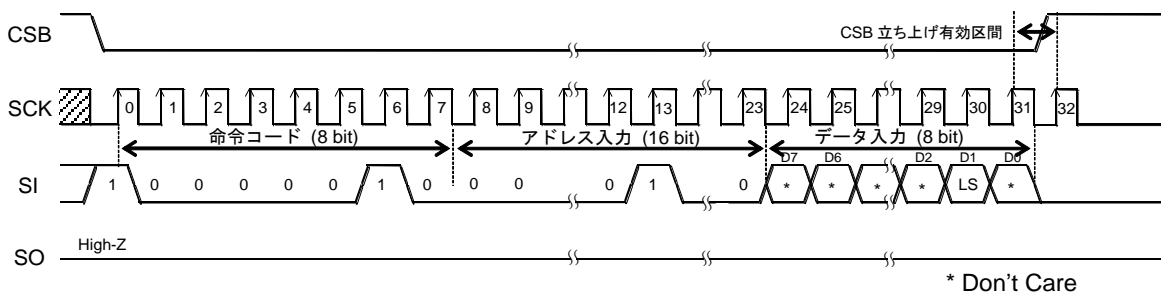 CSB
CSB 立ち上げ有効区間
SCK
0 1 2 3 4 5 6 7 8 9 12 13 23 24 25 29 30 31 32
命令コード (8 bit) アドレス入力 (16 bit) データ入力 (8 bit)
D7 D6 D2 D1 D0
SI
1 0 0 0 0 0 1 0 0 0 0 1 0 * * * * LS *
High-Z
SO
* Don't Care